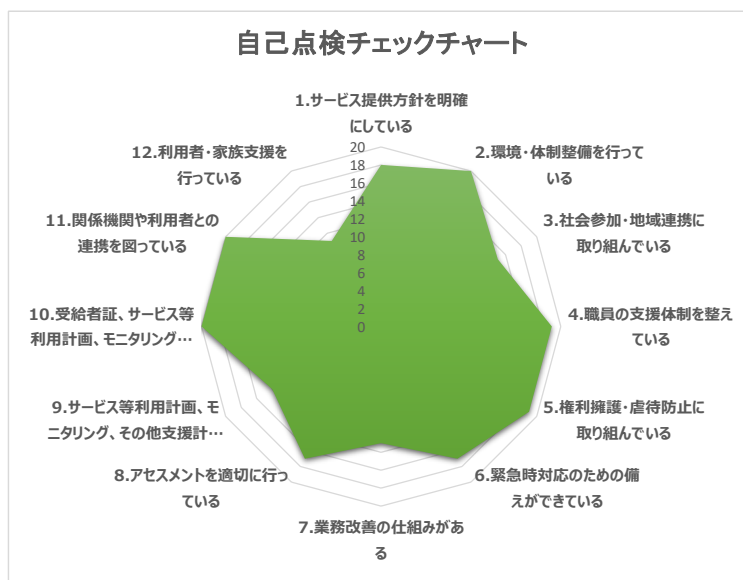 自己点検チェックチャート
1.サービス提供方針を明確
にしている
2.環境・体制整備を行って
いる
3.社会参加・地域連携に
取り組んでいる
4.職員の支援体制を整え
ている
5.権利擁護・虐待防止に
取り組んでいる
6.緊急時対応のための備
えができている
7.業務改善の仕組みがあ
る
8.アセスメントを適切に行っ
ている
9.サービス等利用計画、モ
ニタリング、その他支援計…
10.受給者証、サービス等
利用計画、モニタリング…
11.関係機関や利用者との
連携を図っている
12.利用者・家族支援を
行っている
20
18
16
14
12
10
8
6
4
2
0